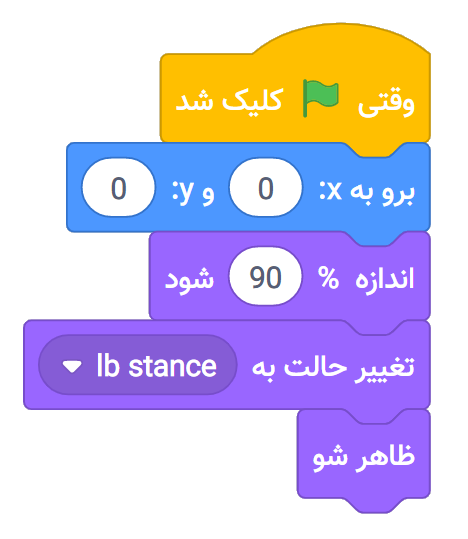 وقتی کلیک شد
برو به x: 0 و y: 0
اندازه % 90 شود
تغییر حالت به lb stance
ظاهر شو